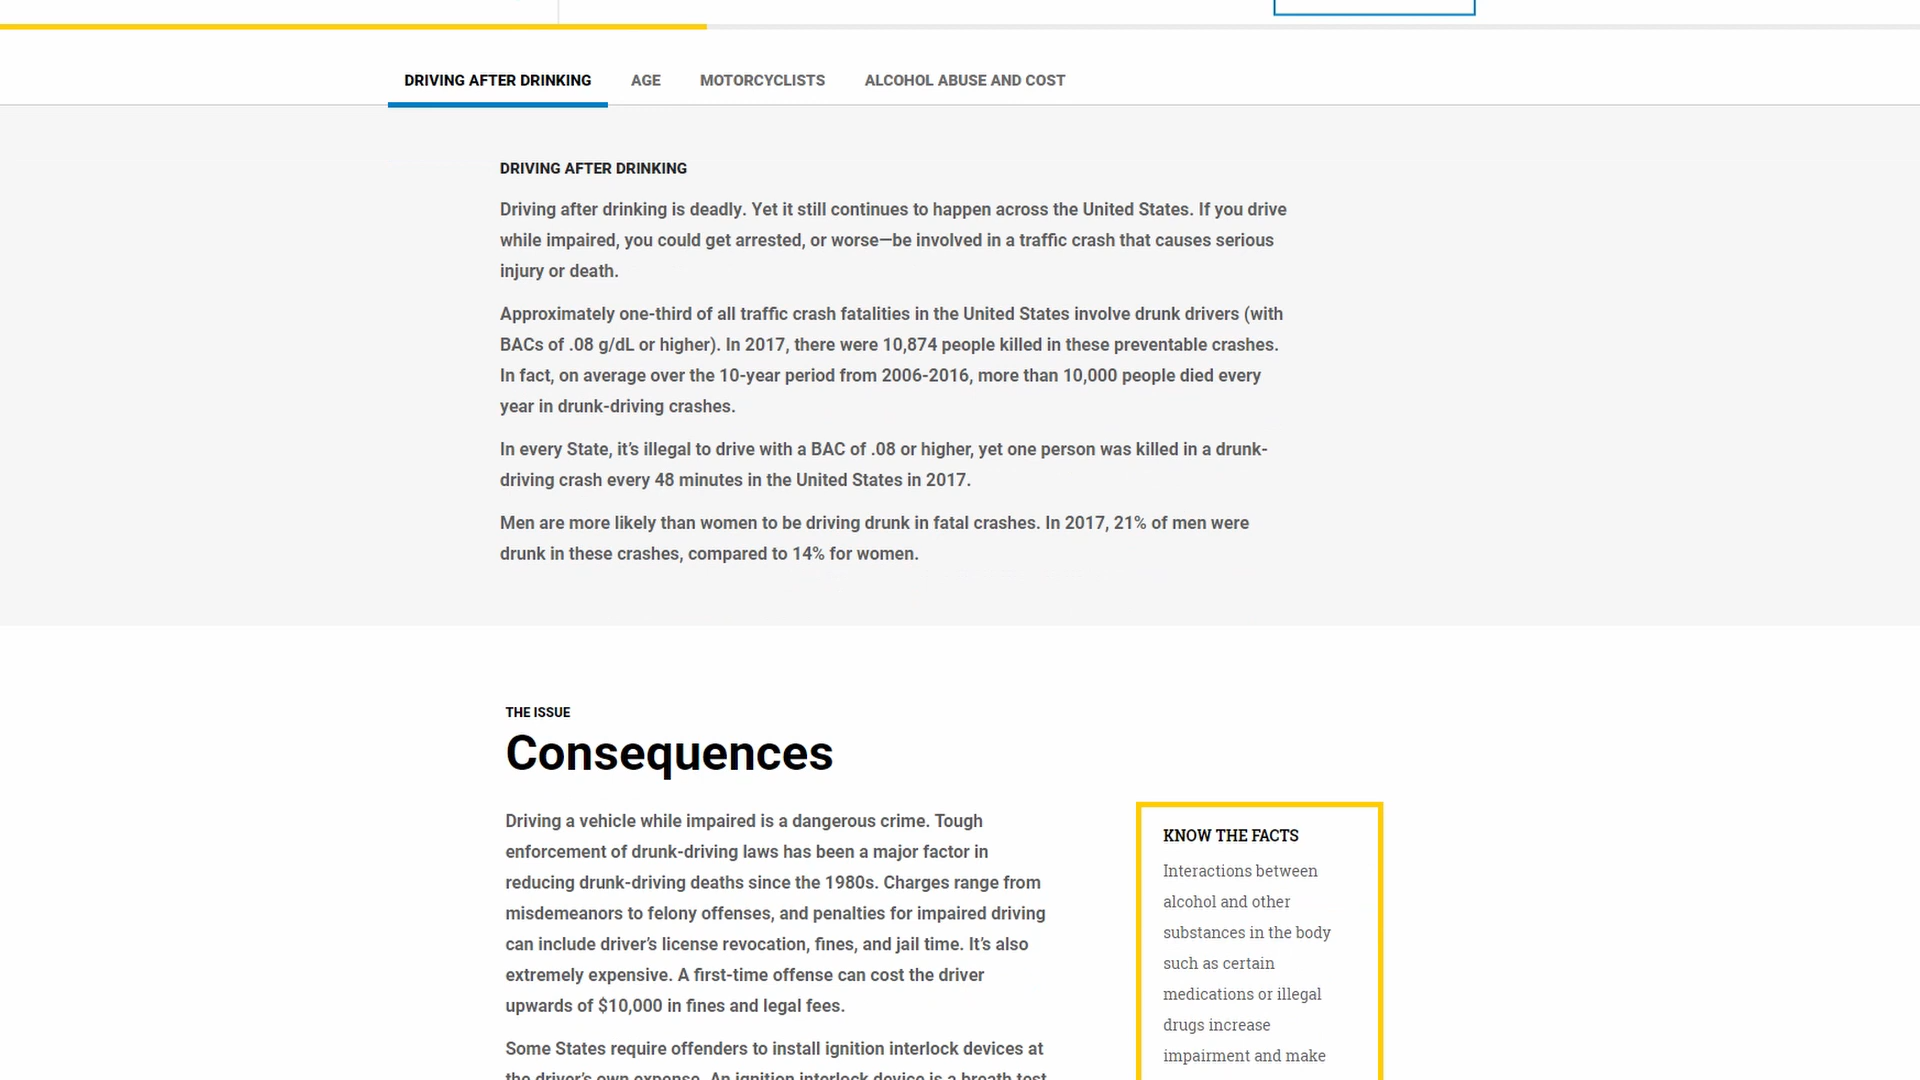 DRIVING AFTER DRINKING
AGE
MOTORCYCLISTS
ALCOHOL ABUSE AND COST
DRIVING AFTER DRINKING
Driving after drinking is deadly. Yet it still continues to happen across the United States. If you drive
while impaired, you could get arrested, or worse—be involved in a traffic crash that causes serious
injury or death.
Approximately one-third of all traffic crash fatalities in the United States involve drunk drivers (with
BACs of .08 g/dL or higher). In 2017, there were 10,874 people killed in these preventable crashes.
In fact, on average over the 10-year period from 2006-2016, more than 10,000 people died every
year in drunk-driving crashes.
In every State, it’s illegal to drive with a BAC of .08 or higher, yet one person was killed in a drunk-
driving crash every 48 minutes in the United States in 2017.
Men are more likely than women to be driving drunk in fatal crashes. In 2017, 21% of men were
drunk in these crashes, compared to 14% for women.
THE ISSUE
Consequences
Driving a vehicle while impaired is a dangerous crime. Tough
enforcement of drunk-driving laws has been a major factor in
reducing drunk-driving deaths since the 1980s. Charges range from
misdemeanors to felony offenses, and penalties for impaired driving
can include driver’s license revocation, fines, and jail time. It’s also
extremely expensive. A first-time offense can cost the driver
upwards of $10,000 in fines and legal fees.
Some States require offenders to install ignition interlock devices at
the driver’s own expense. An ignition interlock device is a breath test
KNOW THE FACTS
Interactions between
alcohol and other
substances in the body
such as certain
medications or illegal
drugs increase
impairment and make